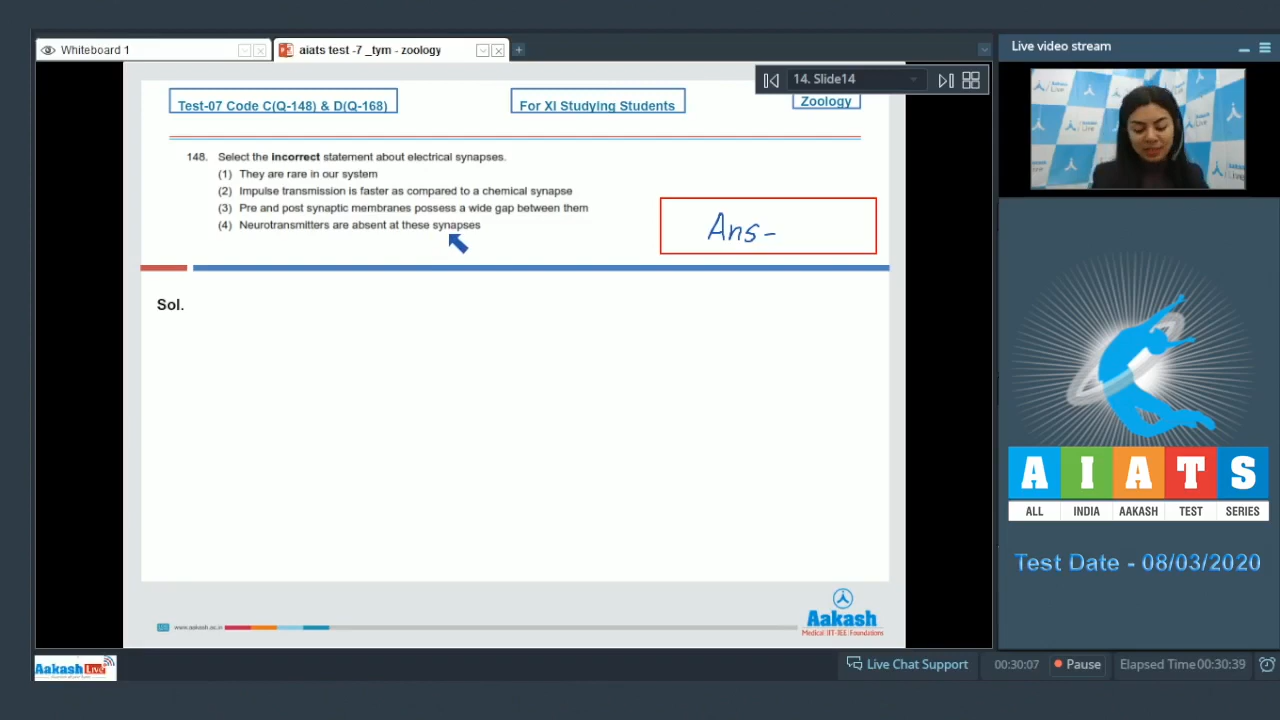 Whiteboard 1
aiats test -7 _tym - zoology
Live video stream
14. Slide14
Test-07 Code C(Q-148) & D(Q-168)
For XI Studying Students
Zoology
148. Select the incorrect statement about electrical synapses.
(1) They are rare in our system
(2) Impulse transmission is faster as compared to a chemical synapse
(3) Pre and post synaptic membranes possess a wide gap between them
(4) Neurotransmitters are absent at these synapses
Ans-
Sol.
AIATS
ALL INDIA AAKASH TEST SERIES
Test Date - 08/03/2020
www.aakash.ac.in
Aakash
Medical|IIT-JEE|Foundations
Aakash Live
Live Chat Support
00:30:07
Pause
Elapsed Time 00:30:39